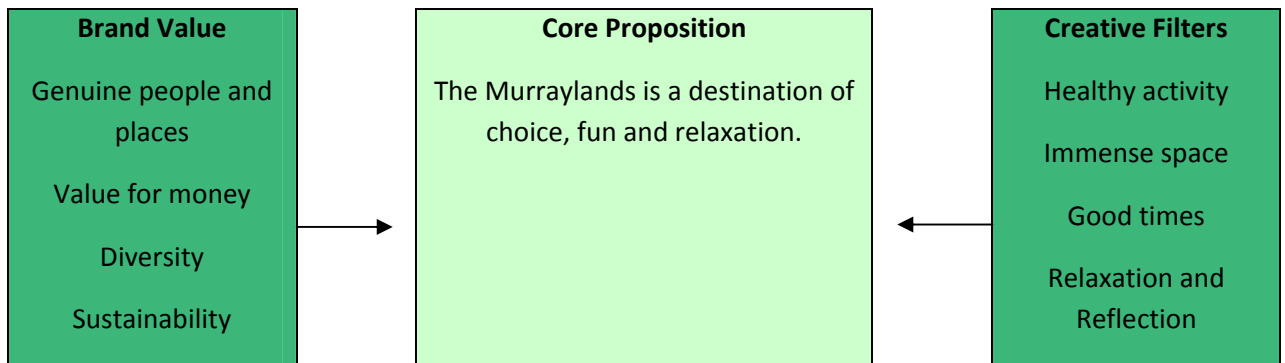 Brand Value
Genuine people and
places
Value for money
Diversity
Sustainability
Core Proposition
The Murraylands is a destination of
choice, fun and relaxation.
Creative Filters
Healthy activity
Immense space
Good times
Relaxation and
Reflection